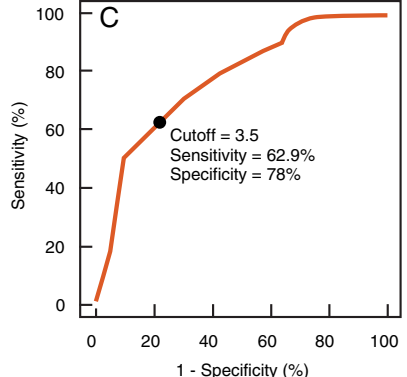 C
100
80
60
40
20
0
Sensitivity (%)
Cutoff = 3.5
Sensitivity = 62.9%
Specificity = 78%
0 20 40 60 80 100
1 - Specificity (%)